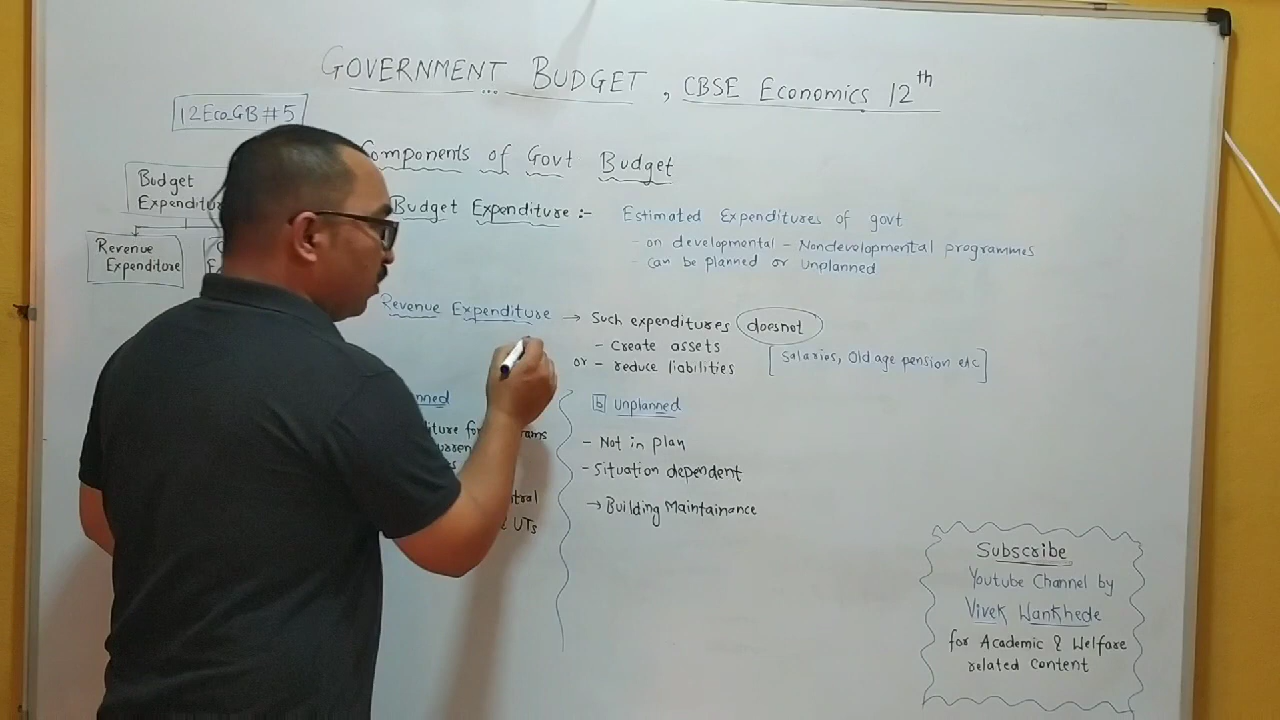 GOVERNMENT BUDGET, CBSE Economics 12th
12Eco_GB#5
Components of Govt Budget
Budget
Revenue
Expenditure
Budget Expenditure :- Estimated Expenditures of govt
- on developmental - Nondevelopmental programmes
- can be planned or Unplanned
Revenue Expenditure → Such expenditures doesnot
- Create assets
or - reduce liabilities
[Salaries, Old age pension etc]
b Unplanned
- Not in plan
- Situation dependent
→ Building Maintainance
UTs
Subscribe
Youtube Channel by
Vivek Wankhede
for Academic & Welfare
related content